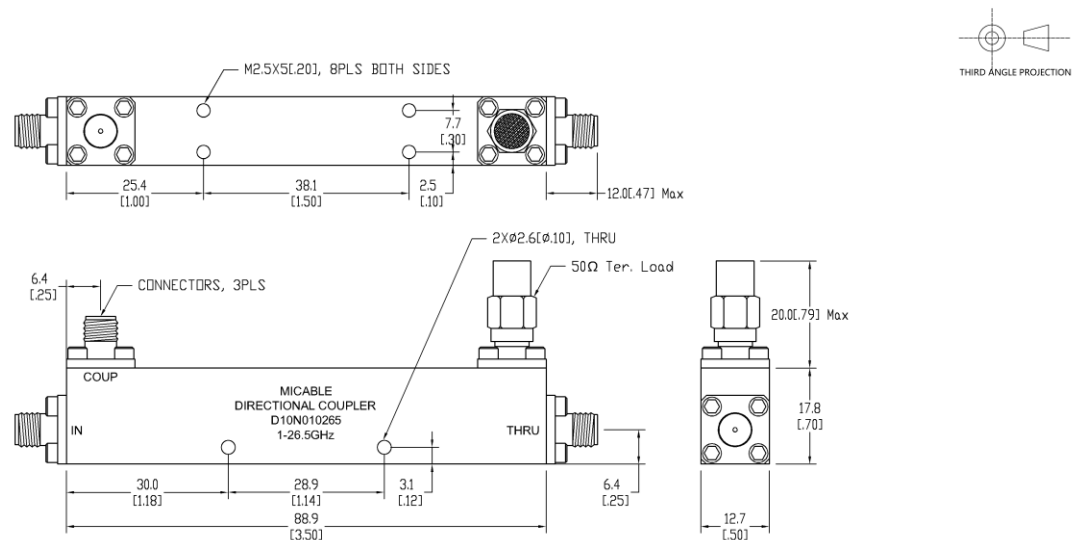 THIRD ANGLE PROJECTION
M2.5X5[.20], 8PLS BOTH SIDES
7.7
[.30]
25.4
[1.00]
38.1
[1.50]
2.5
[.10]
12.0[.47] Max
2XØ2.6[Ø.10], THRU
50Ω Ter. Load
6.4
[.25]
CONNECTORS, 3PLS
20.0[.79] Max
COUP
MICABLE
DIRECTIONAL COUPLER
D10N010265
1-26.5GHz
IN
THRU
17.8
[.70]
30.0
[1.18]
28.9
[1.14]
3.1
[.12]
6.4
[.25]
88.9
[3.50]
12.7
[.50]